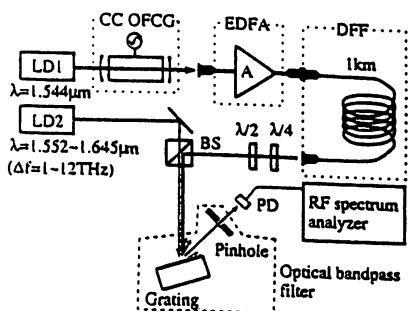 CC OFCG
EDFA
DFF
LD1
A
1km
λ=1.544μm
LD2
λ=1.552~1.645μm
(Δf=1~12THz)
BS
λ/2
λ/4
PD
RF spectrum
analyzer
Pinhole
Grating
Optical bandpass
filter